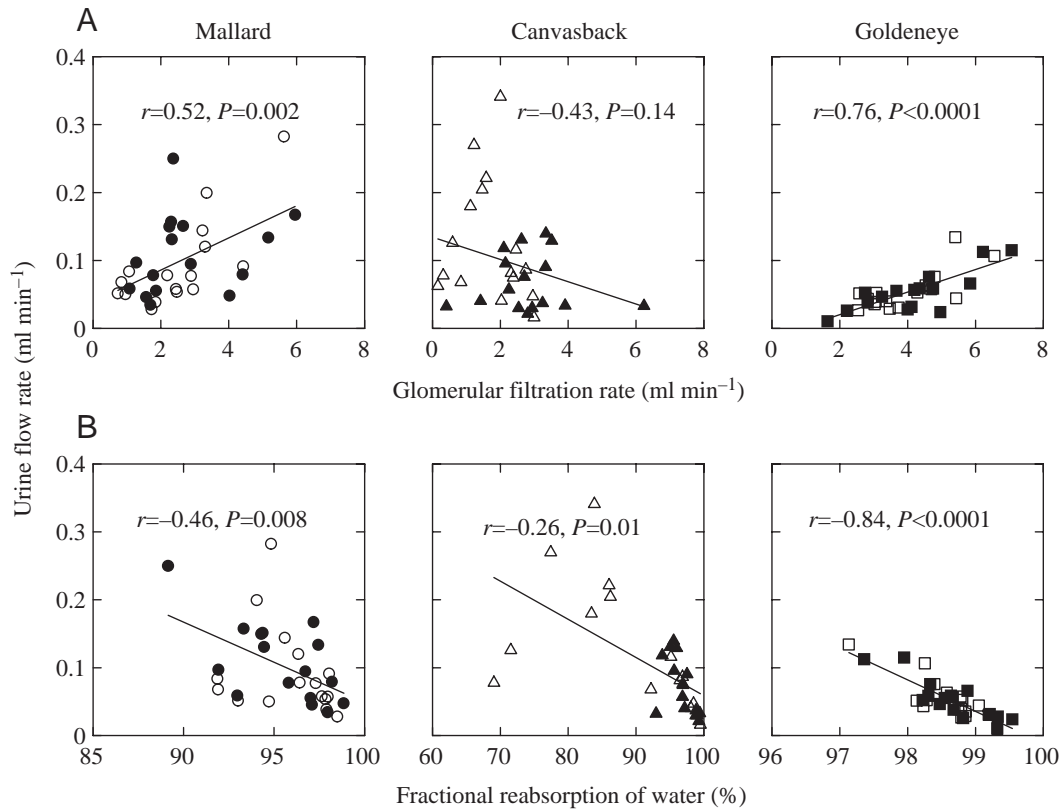 A
Mallard Canvasback Goldeneye
0.4
0.3
0.2
0.1
0
r=0.52, P=0.002
r=–0.43, P=0.14
r=0.76, P<0.0001
0 2 4 6 8 0 2 4 6 8 0 2 4 6 8
Glomerular filtration rate (ml min⁻¹)
Urine flow rate (ml min⁻¹)
B
0.4
0.3
0.2
0.1
0
r=–0.46, P=0.008
r=–0.26, P=0.01
r=–0.84, P<0.0001
85 90 95 100 60 70 80 90 100 96 97 98 99 100
Fractional reabsorption of water (%)